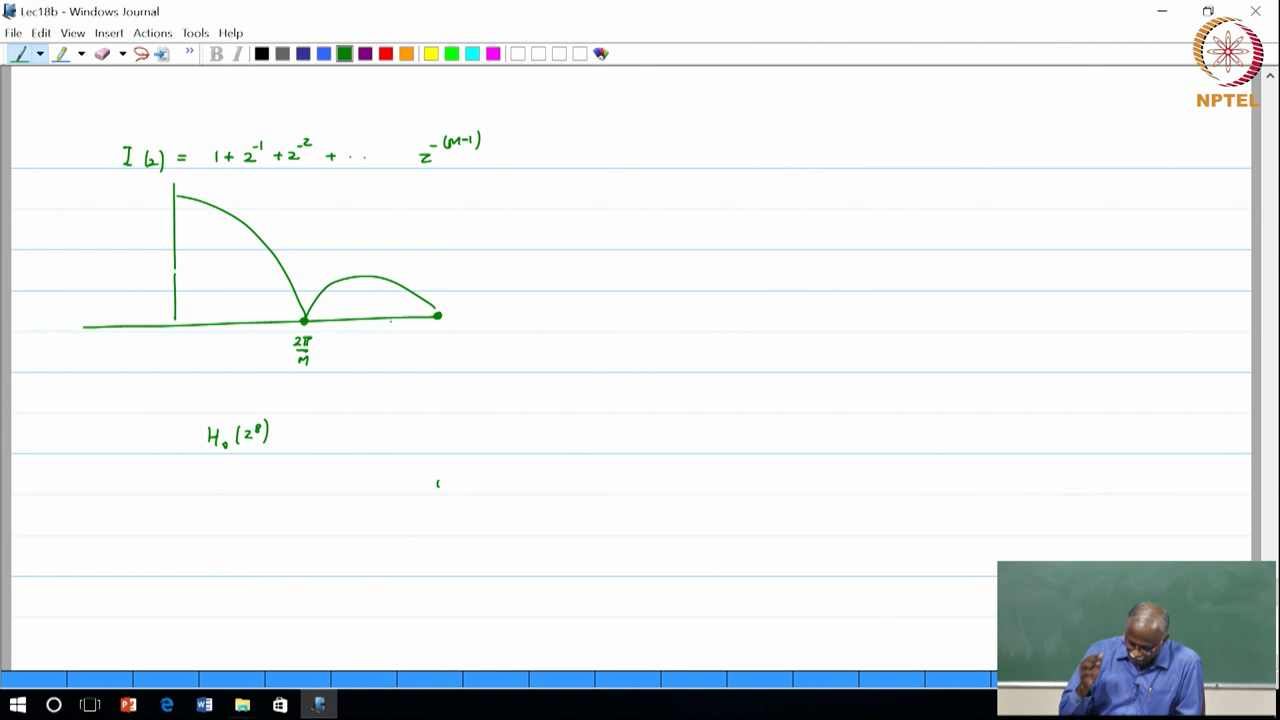 Lec18b - Windows Journal
File Edit View Insert Actions Tools Help
B I
NPTEL
I(z) = 1 + z^-1 + z^-2 + .. z^-(M-1)
2π/M
H₀(z⁸)